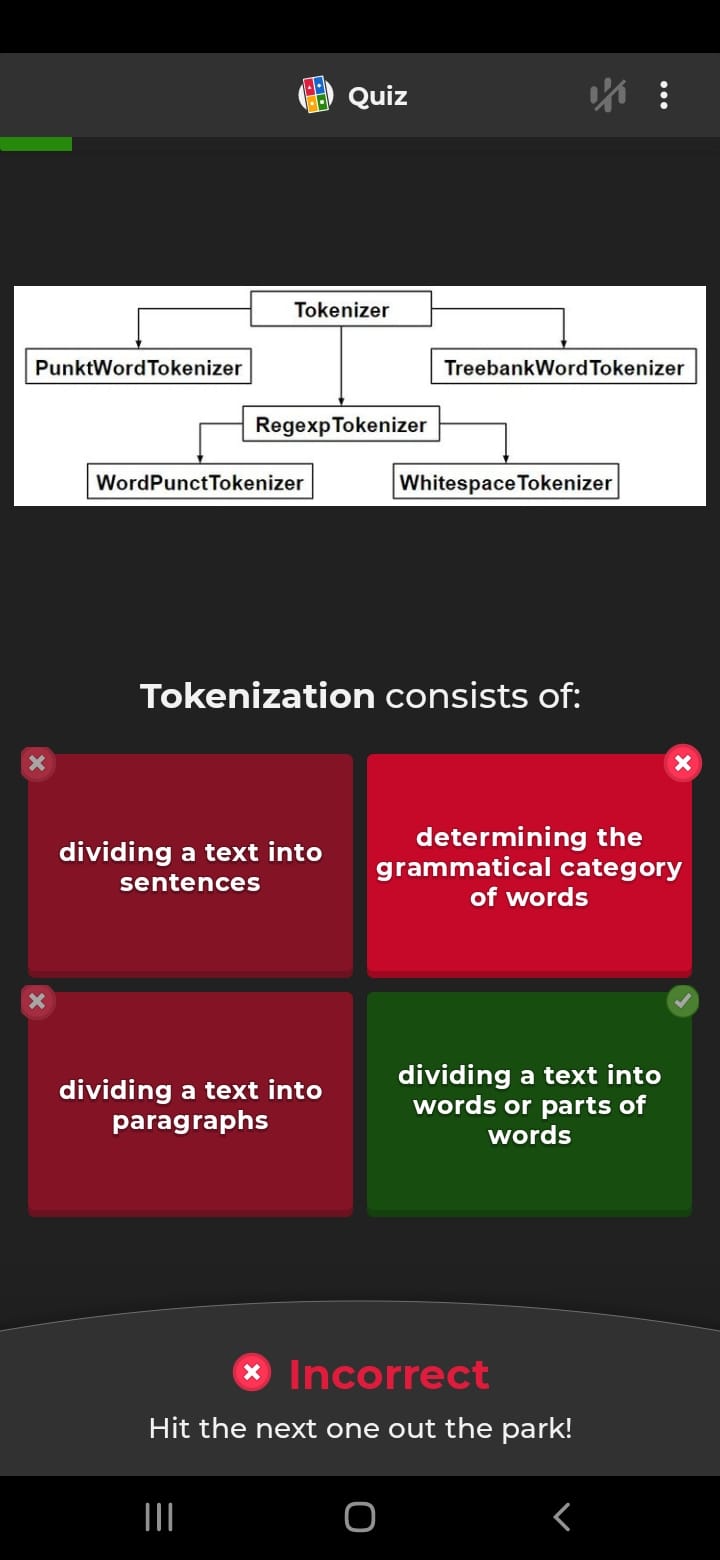 Quiz
Tokenizer
PunktWordTokenizer
TreebankWordTokenizer
RegexpTokenizer
WordPunctTokenizer
WhitespaceTokenizer
Tokenization consists of:
dividing a text into
sentences
determining the
grammatical category
of words
dividing a text into
paragraphs
dividing a text into
words or parts of
words
Incorrect
Hit the next one out the park!